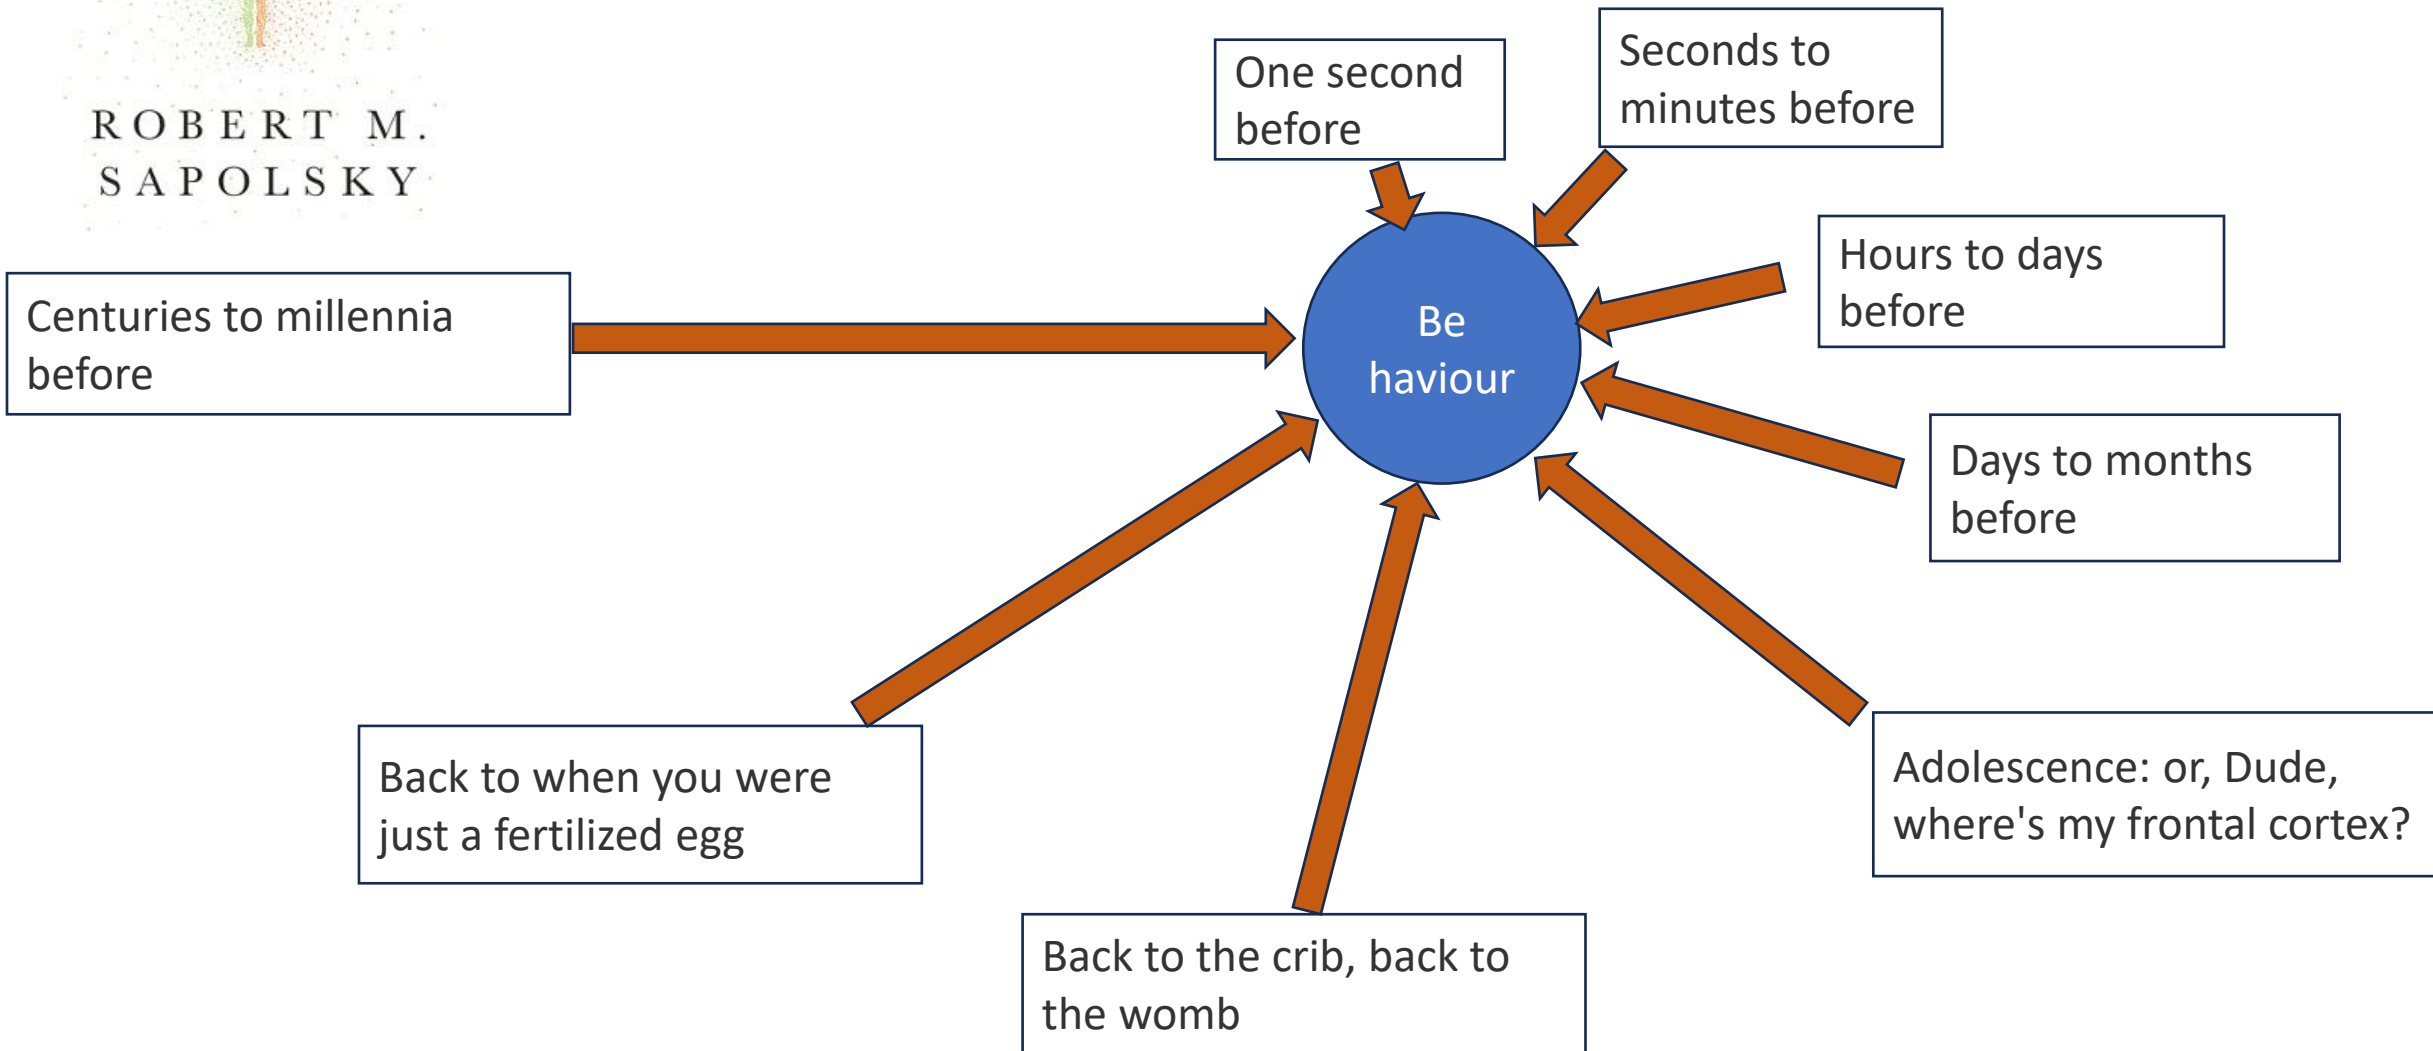 ROBERT M.
SAPOLSKY
One second
before
Seconds to
minutes before
Hours to days
before
Centuries to millennia
before
Be
haviour
Days to months
before
Back to when you were
just a fertilized egg
Adolescence: or, Dude,
where's my frontal cortex?
Back to the crib, back to
the womb